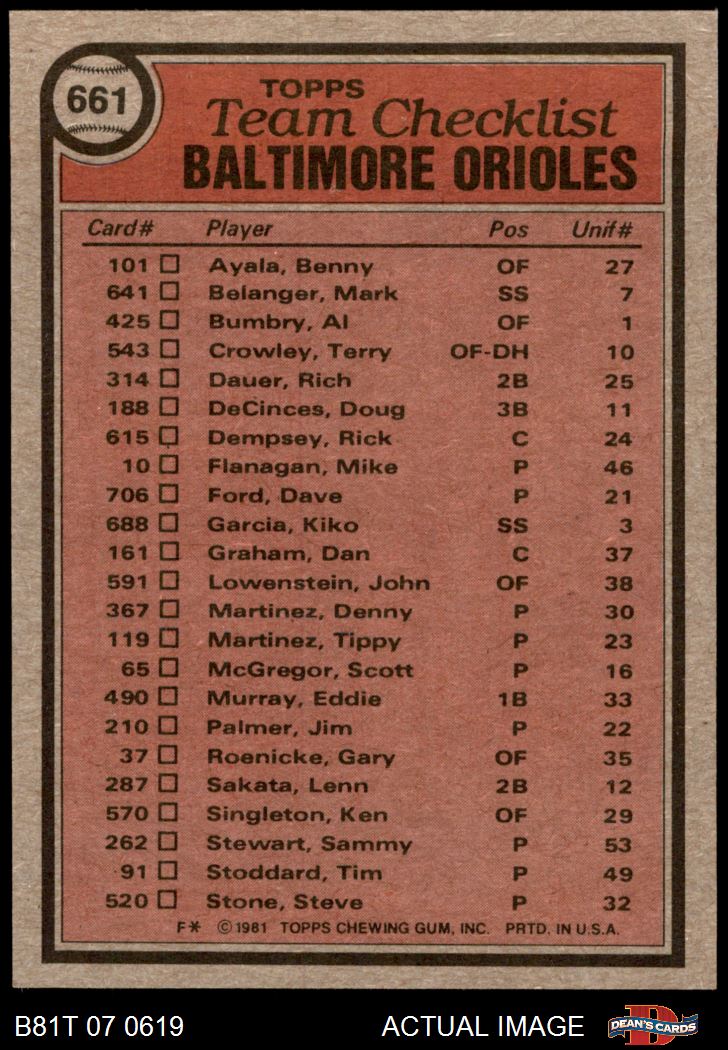 661
TOPPS
Team Checklist
BALTIMORE ORIOLES
Card# Player Pos Unif#
101 Ayala, Benny OF 27
641 Belanger, Mark SS 7
425 Bumbry, Al OF 1
543 Crowley, Terry OF-DH 10
314 Dauer, Rich 2B 25
188 DeCinces, Doug 3B 11
615 Dempsey, Rick C 24
10 Flanagan, Mike P 46
706 Ford, Dave P 21
688 Garcia, Kiko SS 3
161 Graham, Dan C 37
591 Lowenstein, John OF 38
367 Martinez, Denny P 30
119 Martinez, Tippy P 23
65 McGregor, Scott P 16
490 Murray, Eddie 1B 33
210 Palmer, Jim P 22
37 Roenicke, Gary OF 35
287 Sakata, Lenn 2B 12
570 Singleton, Ken OF 29
262 Stewart, Sammy P 53
91 Stoddard, Tim P 49
520 Stone, Steve P 32
F* ©1981 TOPPS CHEWING GUM, INC. PRTD. IN U.S.A.
B81T 07 0619 ACTUAL IMAGE D DEAN'S CARDS